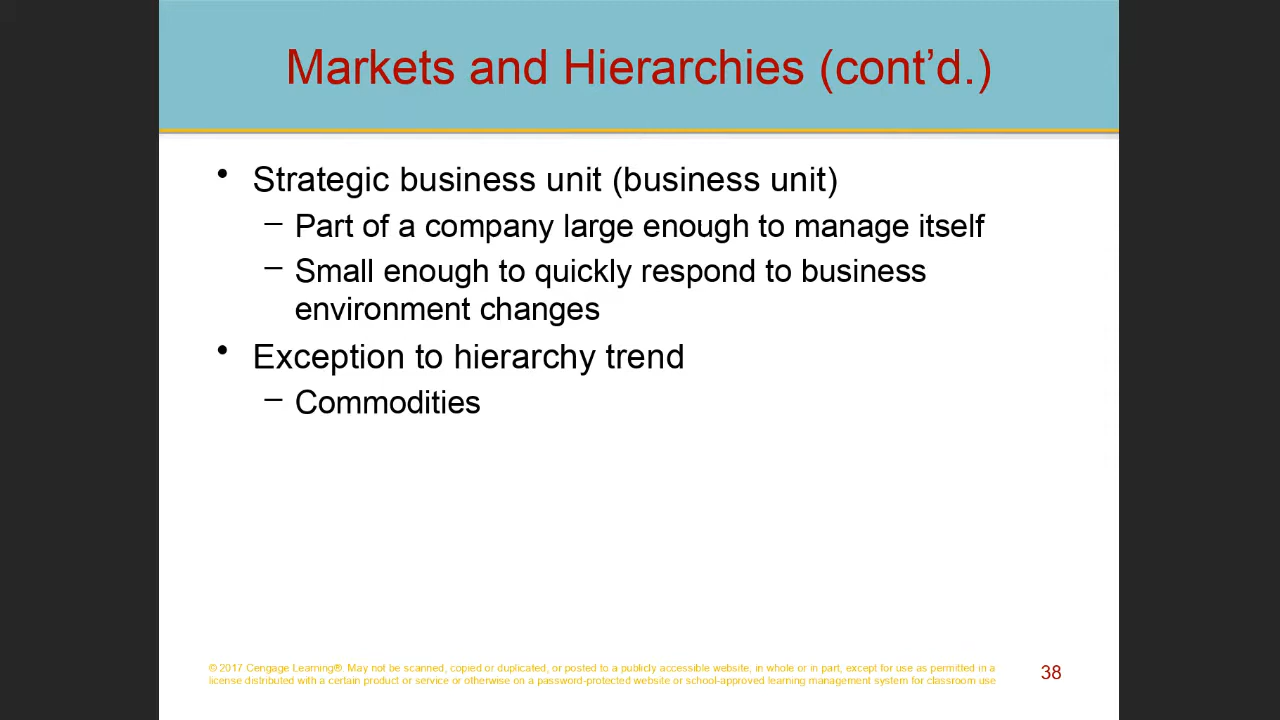 Markets and Hierarchies (cont’d.)
• Strategic business unit (business unit)
– Part of a company large enough to manage itself
– Small enough to quickly respond to business
environment changes
• Exception to hierarchy trend
– Commodities
© 2017 Cengage Learning®. May not be scanned, copied or duplicated, or posted to a publicly accessible website, in whole or in part, except for use as permitted in a
license distributed with a certain product or service or otherwise on a password-protected website or school-approved learning management system for classroom use
38